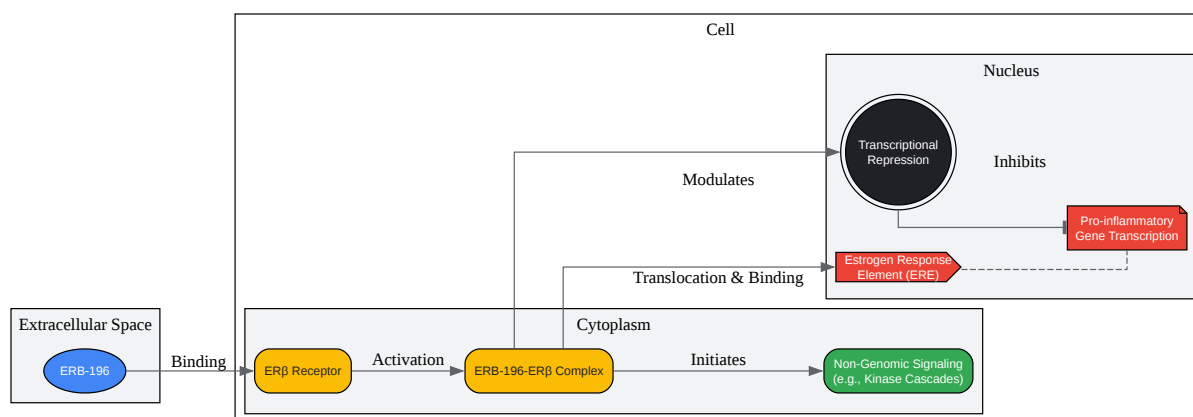 Cell
Nucleus
Transcriptional
Repression
Inhibits
Modulates
Pro-inflammatory
Gene Transcription
Estrogen Response
Element (ERE)
Translocation & Binding
Extracellular Space
Cytoplasm
ERB-196
Binding
ERβ Receptor
Activation
ERB-196-ERβ Complex
Initiates
Non-Genomic Signaling
(e.g., Kinase Cascades)